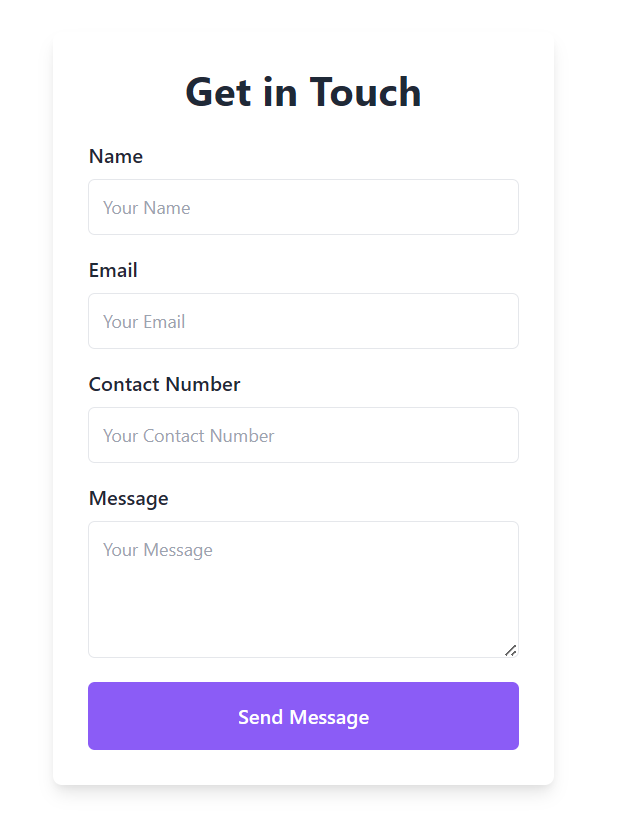 Get in Touch
Name
Your Name
Email
Your Email
Contact Number
Your Contact Number
Message
Your Message
Send Message